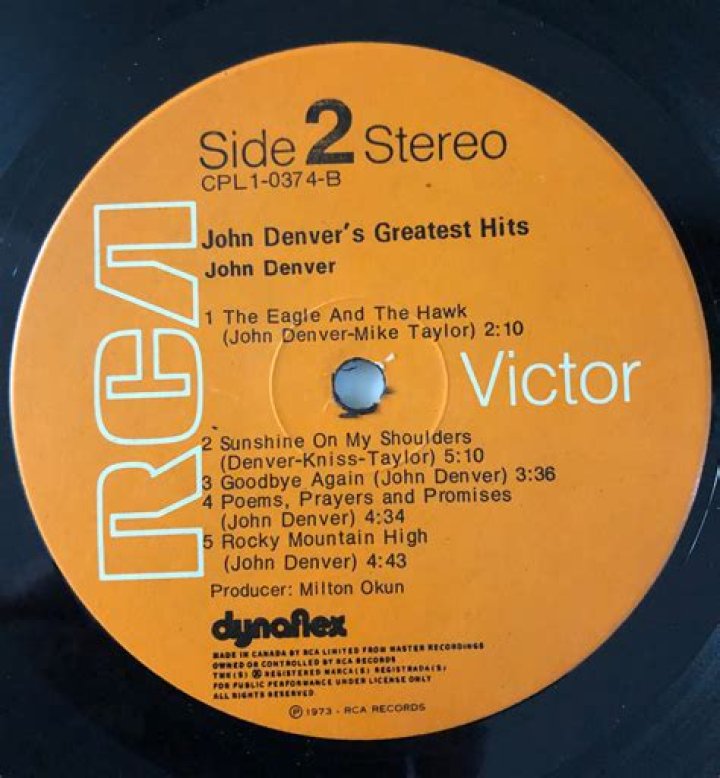 Side 2 Stereo
CPL1-0374-B
John Denver's Greatest Hits
John Denver
1 The Eagle And The Hawk
(John Denver-Mike Taylor) 2:10
RCA
Victor
2 Sunshine On My Shoulders
(Denver-Kniss-Taylor) 5:10
3 Goodbye Again (John Denver) 3:36
4 Poems, Prayers and Promises
(John Denver) 4:34
5 Rocky Mountain High
(John Denver) 4:43
Producer: Milton Okun
dynaflex
MADE IN CANADA BY RCA LIMITED FROM MASTER RECORDINGS
OWNED OR CONTROLLED BY RCA RECORDS
TMK(S) ® REGISTERED MARCA(S) REGISTRADA(S)
FOR PUBLIC PERFORMANCE UNDER LICENSE ONLY
ALL RIGHTS RESERVED
℗ 1973 - RCA RECORDS